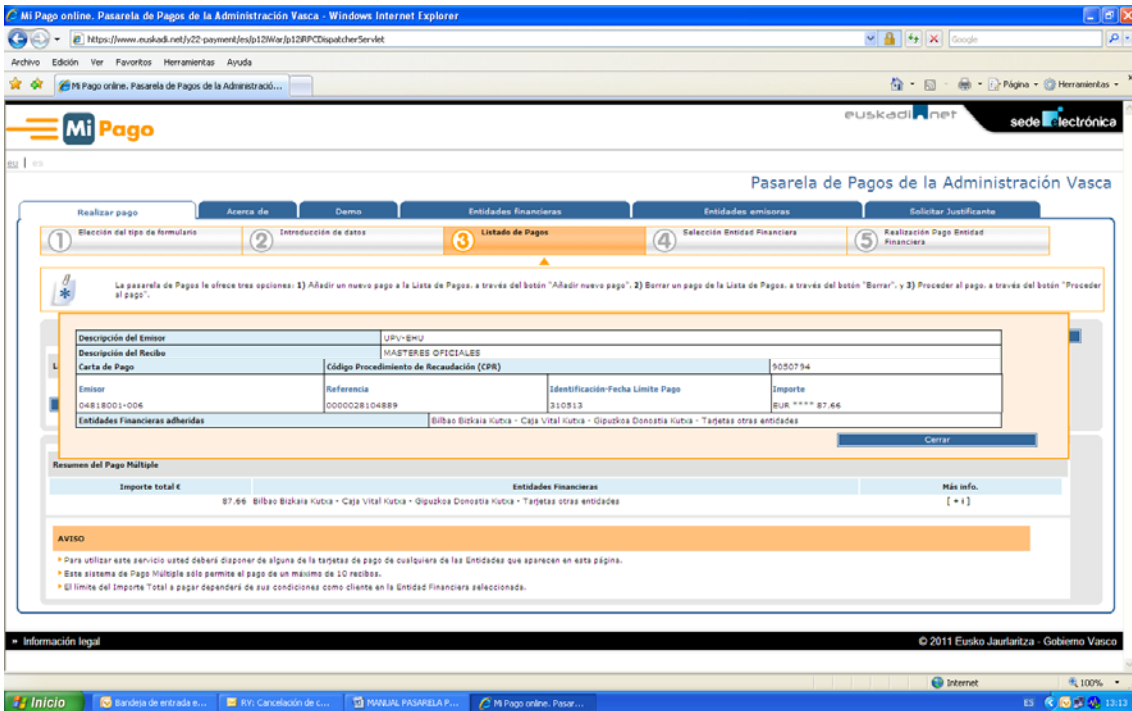 Mi Pago online. Pasarela de Pagos de la Administración Vasca - Windows Internet Explorer
https://www.euskadi.net/y22-payment/es/p12iWar/p12iRPCDispatcherServlet
Google
Archivo Edición Ver Favoritos Herramientas Ayuda
Mi Pago online. Pasarela de Pagos de la Administració...
Página
Herramientas
Mi Pago
euskadi.net
sede electrónica
eu | es
Pasarela de Pagos de la Administración Vasca
Realizar pago Acerca de Demo Entidades financieras Entidades emisoras Solicitar Justificante
1 Elección del tipo de formulario
2 Introducción de datos
3 Listado de Pagos
4 Selección Entidad Financiera
5 Realización Pago Entidad
Financiera
La pasarela de Pagos le ofrece tres opciones: 1) Añadir un nuevo pago a la Lista de Pagos, a través del botón "Añadir nuevo pago". 2) Borrar un pago de la Lista de Pagos, a través del botón "Borrar", y 3) Proceder al pago, a través del botón "Proceder
al pago".
Descripción del Emisor UPV-EHU
Descripción del Recibo MASTERES OFICIALES
Carta de Pago Código Procedimiento de Recaudación (CPR) 9050794
Emisor Referencia Identificación-Fecha Limite Pago Importe
04818001-006 0000028104889 310513 EUR **** 87.66
Entidades Financieras adheridas Bilbao Bizkaia Kutxa - Caja Vital Kutxa - Gipuzkoa Donostia Kutxa - Tarjetas otras entidades
Cerrar
Resumen del Pago Múltiple
Importe total € Entidades Financieras Más info.
87.66 Bilbao Bizkaia Kutxa - Caja Vital Kutxa - Gipuzkoa Donostia Kutxa - Tarjetas otras entidades [+i]
AVISO
Para utilizar este servicio usted deberá disponer de alguna de la tarjetas de pago de cualquiera de las Entidades que aparecen en esta página.
Este sistema de Pago Múltiple sólo permite el pago de un máximo de 10 recibos.
El límite del Importe Total a pagar dependerá de sus condiciones como cliente en la Entidad Financiera seleccionada.
» Información legal
© 2011 Eusko Jaurlaritza - Gobierno Vasco
Internet 100%
Inicio Bandeja de entrada e... RV: Cancelación de c... MANUAL PASARELA P... Mi Pago online. Pasar... ES 13:13